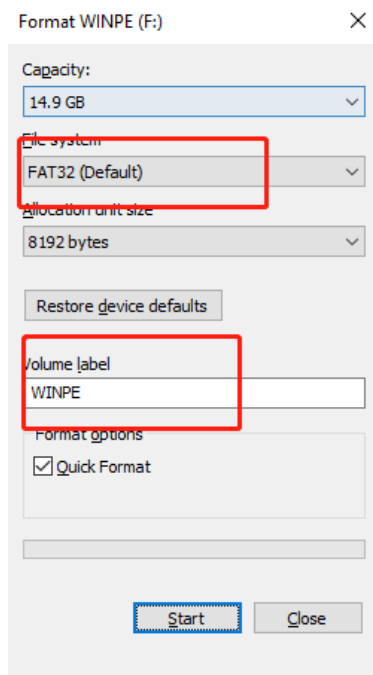 Format WINPE (F:)
Capacity:
14.9 GB
File system
FAT32 (Default)
Allocation unit size
8192 bytes
Restore device defaults
Volume label
WINPE
Format options
Quick Format
Start
Close